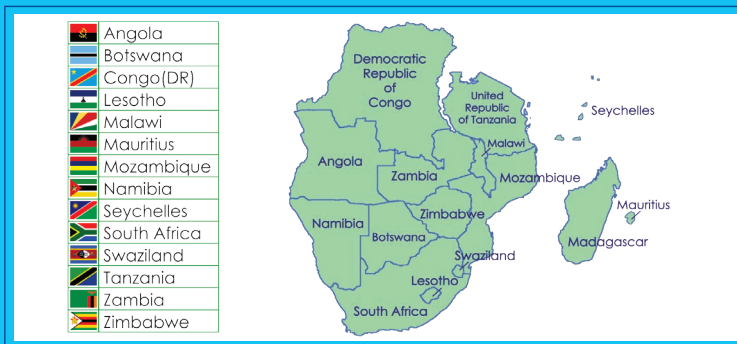 Angola
Botswana
Congo(DR)
Lesotho
Malawi
Mauritius
Mozambique
Namibia
Seychelles
South Africa
Swaziland
Tanzania
Zambia
Zimbabwe
Democratic
Republic
of
Congo
United
Republic
of Tanzania
Seychelles
Malawi
Angola
Zambia
Mozambique
Mauritius
Zimbabwe
Namibia
Botswana
Madagascar
Swaziland
Lesotho
South Africa